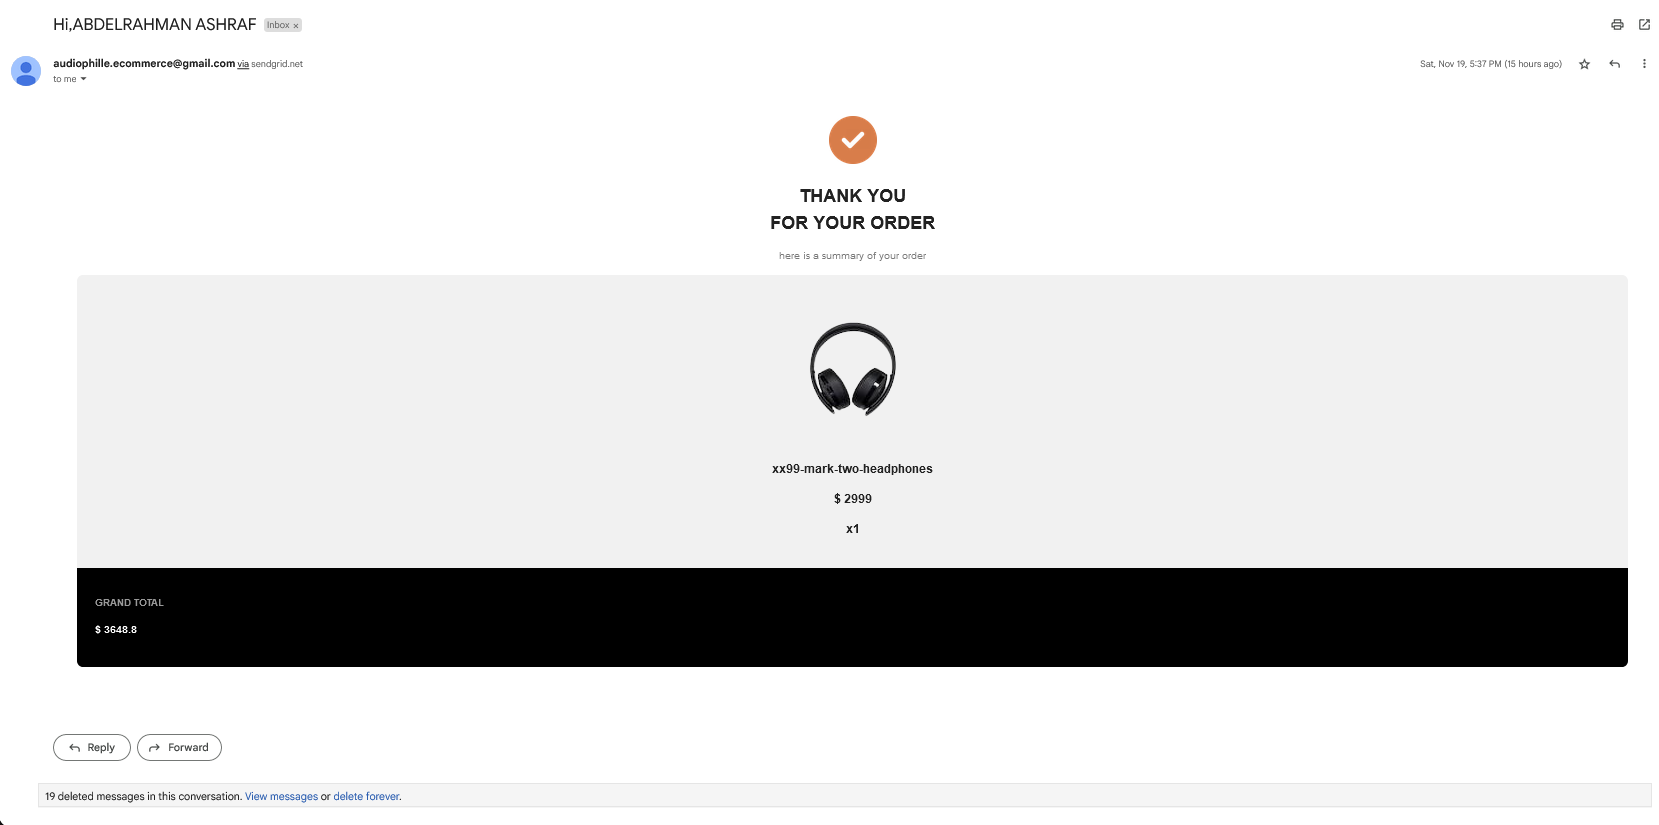 Hi,ABDELRAHMAN ASHRAF Inbox x
audiophille.ecommerce@gmail.com via sendgrid.net
Sat, Nov 19, 5:37 PM (15 hours ago)
to me
THANK YOU
FOR YOUR ORDER
here is a summary of your order
xx99-mark-two-headphones
$ 2999
x1
GRAND TOTAL
$ 3648.8
Reply Forward
19 deleted messages in this conversation. View messages or delete forever.